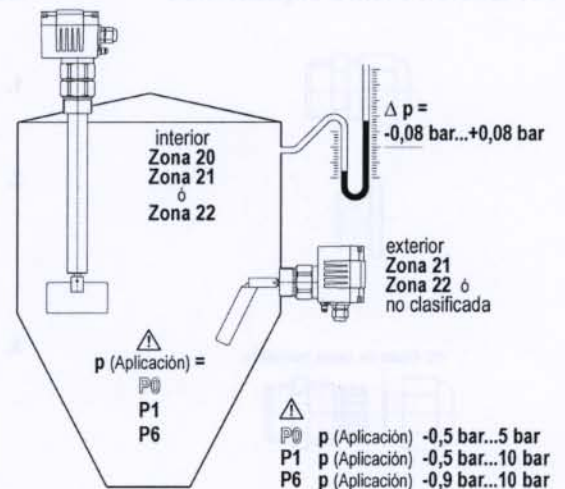 Δ p =
-0,08 bar...+0,08 bar
interior
Zona 20
Zona 21
ó
Zona 22
exterior
Zona 21
Zona 22 ó
no clasificada
p (Aplicación) =
P0
P1
P6
P0 p (Aplicación) -0,5 bar...5 bar
P1 p (Aplicación) -0,5 bar...10 bar
P6 p (Aplicación) -0,9 bar...10 bar